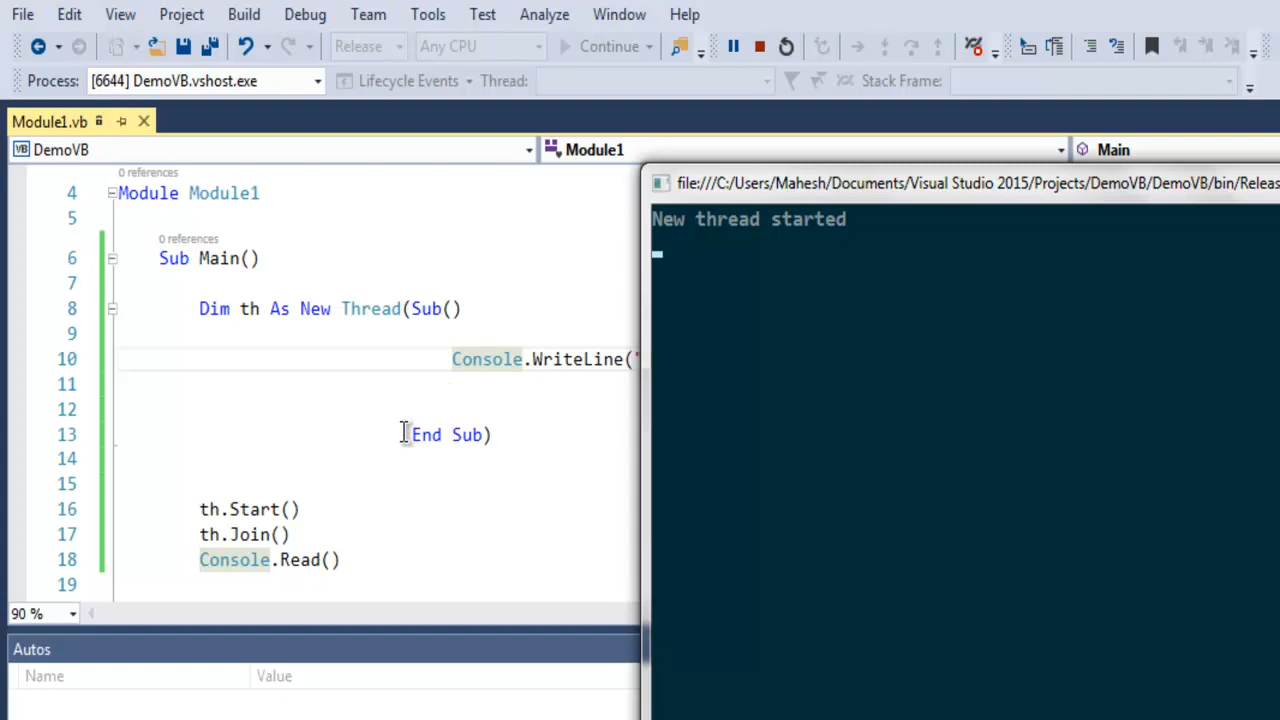 File Edit View Project Build Debug Team Tools Test Analyze Window Help
Release Any CPU Continue
Process: [6644] DemoVB.vshost.exe Lifecycle Events Thread: Stack Frame:
Module1.vb
DemoVB Module1 Main
file:///C:/Users/Mahesh/Documents/Visual Studio 2015/Projects/DemoVB/DemoVB/bin/Releas
New thread started
0 references
4 Module Module1
5
0 references
6 Sub Main()
7
8 Dim th As New Thread(Sub()
9
10 Console.WriteLine("
11
12
13 End Sub)
14
15
16 th.Start()
17 th.Join()
18 Console.Read()
19
90 %
Autos
Name Value